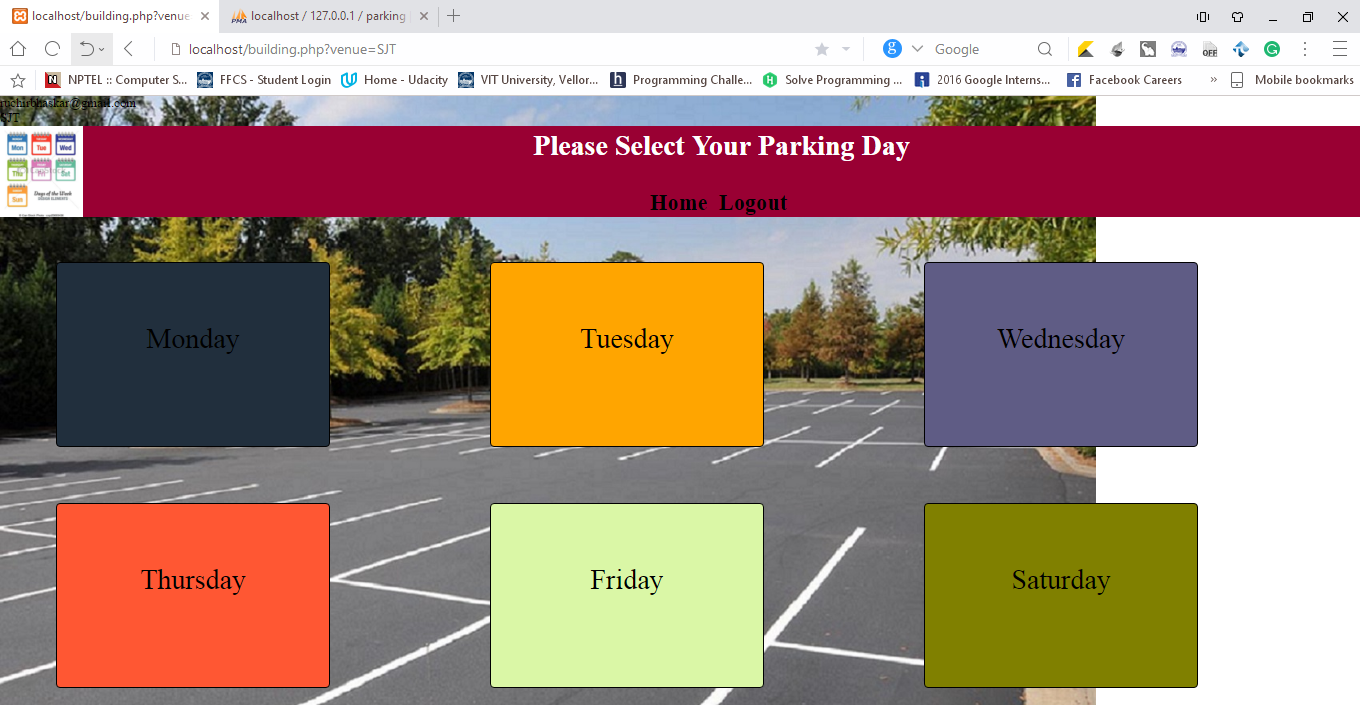 localhost/building.php?venue
localhost / 127.0.0.1 / parking
localhost/building.php?venue=SJT
Google
NPTEL :: Computer S...
FFCS - Student Login
Home - Udacity
VIT University, Vellor...
Programming Challe...
Solve Programming ...
2016 Google Interns...
Facebook Careers
»
Mobile bookmarks
ruchirbhaskar@gmail.com
SJT
Mon Tue Wed
Thu Fri Sat
Sun Days of the Week
Please Select Your Parking Day
Home Logout
Monday
Tuesday
Wednesday
Thursday
Friday
Saturday